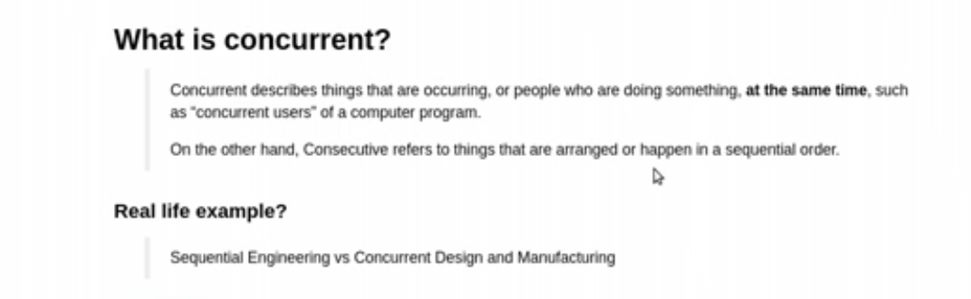 What is concurrent?
Concurrent describes things that are occurring, or people who are doing something, at the same time, such
as "concurrent users" of a computer program.
On the other hand, Consecutive refers to things that are arranged or happen in a sequential order.
Real life example?
Sequential Engineering vs Concurrent Design and Manufacturing